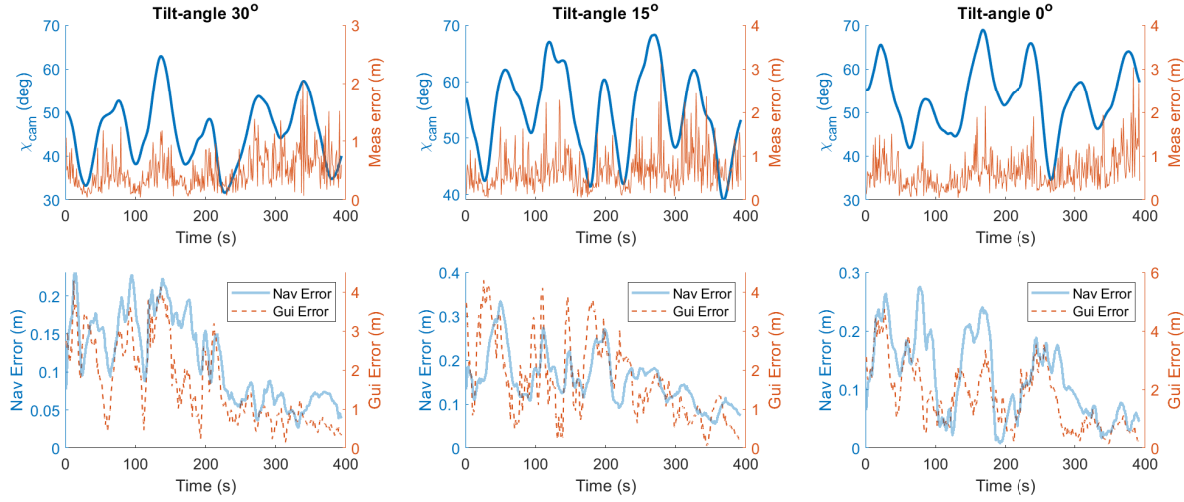 Tilt-angle 30o
Tilt-angle 15o
Tilt-angle 0o
70
60
50
40
30
χcam (deg)
3
2
1
0
Meas error (m)
0 100 200 300 400
Time (s)
70
60
50
40
χcam (deg)
4
3
2
1
0
Meas error (m)
0 100 200 300 400
Time (s)
70
60
50
40
30
χcam (deg)
4
3
2
1
0
Meas error (m)
0 100 200 300 400
Time (s)
0.2
0.15
0.1
0.05
0
Nav Error (m)
Nav Error
Gui Error
4
3
2
1
0
Gui Error (m)
0 100 200 300 400
Time (s)
0.4
0.3
0.2
0.1
0
Nav Error (m)
Nav Error
Gui Error
4
3
2
1
0
Gui Error (m)
0 100 200 300 400
Time (s)
0.3
0.2
0.1
0
Nav Error (m)
Nav Error
Gui Error
6
4
2
0
Gui Error (m)
0 100 200 300 400
Time (s)